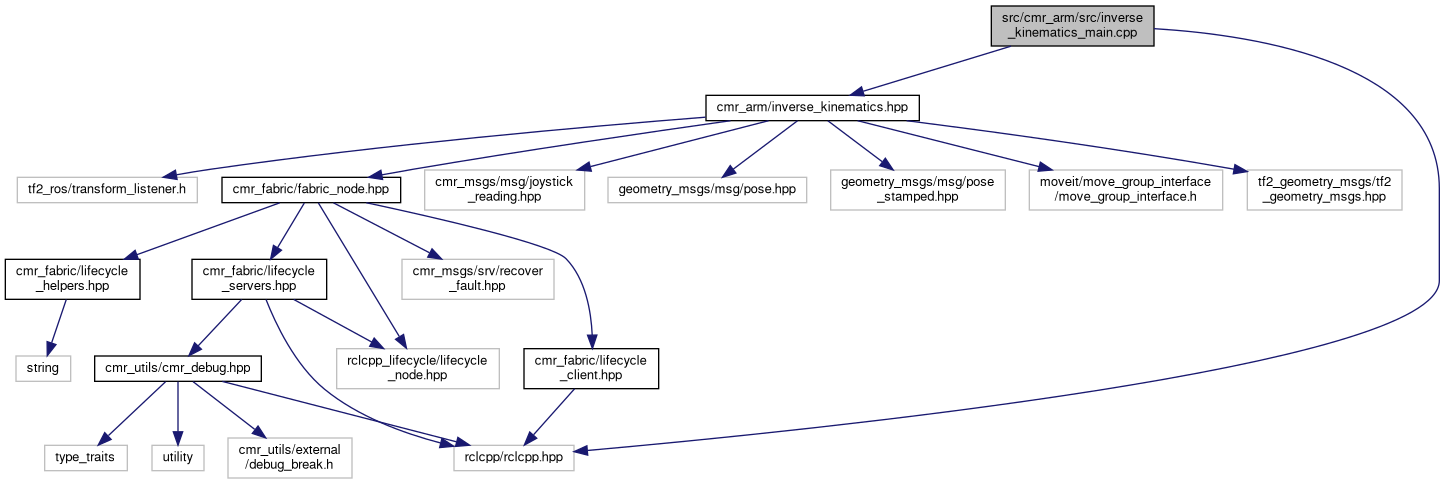 src/cmr_arm/src/inverse
_kinematics_main.cpp
cmr_arm/inverse_kinematics.hpp
tf2_ros/transform_listener.h
cmr_fabric/fabric_node.hpp
cmr_msgs/msg/joystick
_reading.hpp
geometry_msgs/msg/pose.hpp
geometry_msgs/msg/pose
_stamped.hpp
moveit/move_group_interface
/move_group_interface.h
tf2_geometry_msgs/tf2
_geometry_msgs.hpp
cmr_fabric/lifecycle
_helpers.hpp
cmr_fabric/lifecycle
_servers.hpp
cmr_msgs/srv/recover
_fault.hpp
string
cmr_utils/cmr_debug.hpp
rclcpp_lifecycle/lifecycle
_node.hpp
cmr_fabric/lifecycle
_client.hpp
type_traits
utility
cmr_utils/external
/debug_break.h
rclcpp/rclcpp.hpp